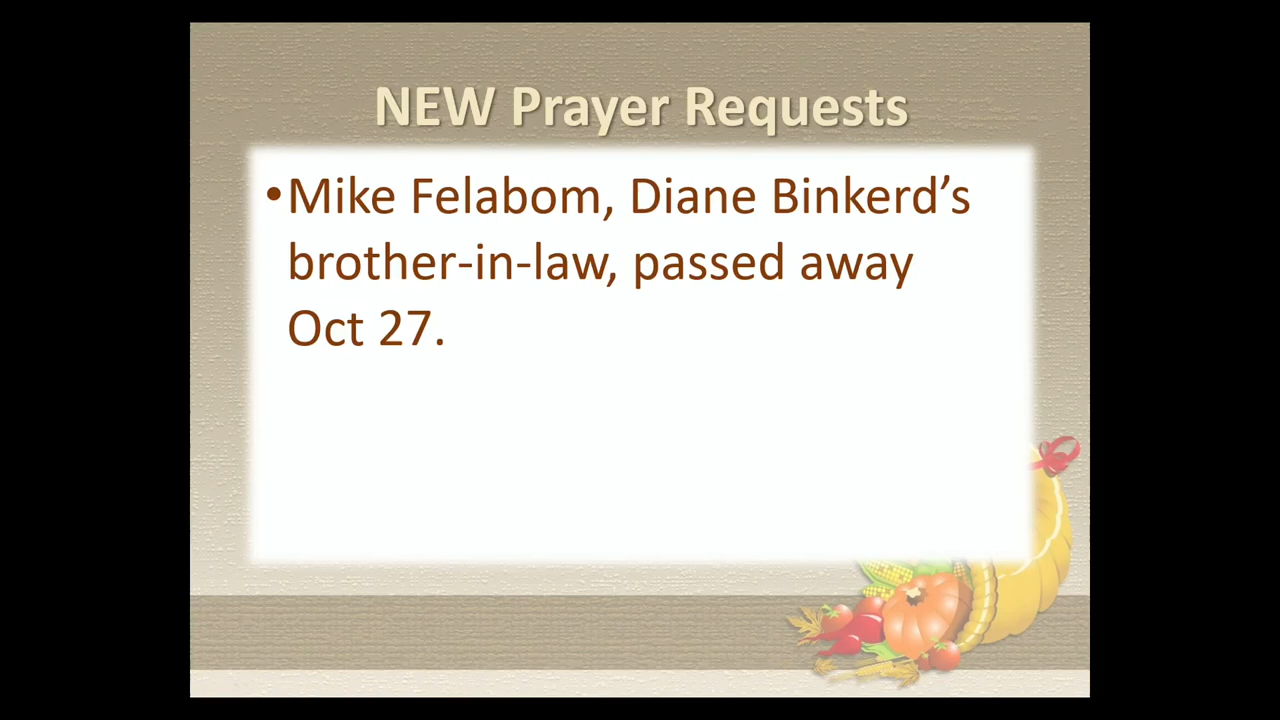 NEW Prayer Requests
•Mike Felabom, Diane Binkerd’s
brother-in-law, passed away
Oct 27.